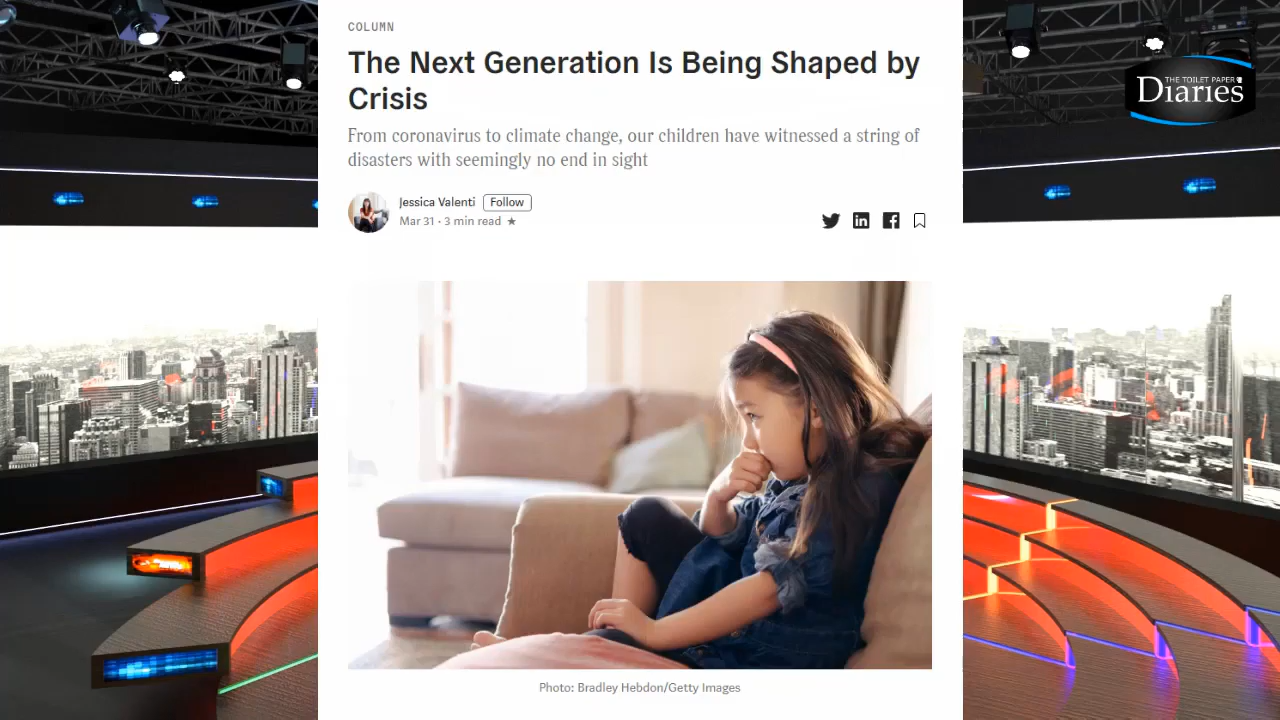 COLUMN
The Next Generation Is Being Shaped by
Crisis
From coronavirus to climate change, our children have witnessed a string of
disasters with seemingly no end in sight
Jessica Valenti Follow
Mar 31 · 3 min read ★
Photo: Bradley Hebdon/Getty Images
THE TOILET PAPER
Diaries